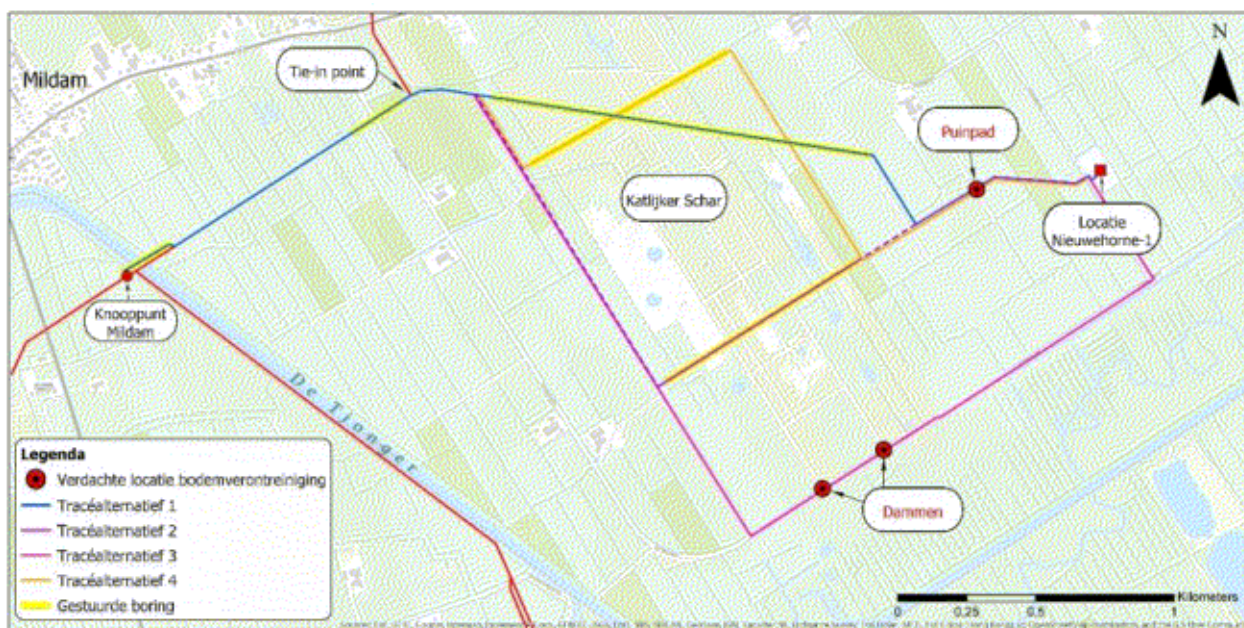 N
Mildam
Tie-in point
Puinpad
Katlijker Schar
Locatie
Nieuwehorne-1
Knooppunt
Mildam
De Tjonger
Dammen
Legenda
Verdachte locatie bodemverontreiniging
Tracéalternatief 1
Tracéalternatief 2
Tracéalternatief 3
Tracéalternatief 4
Gestuurde boring
Kilometers
0 0.25 0.5 1